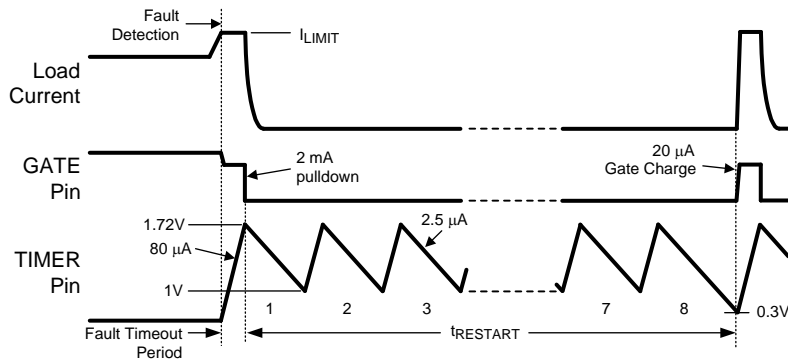 Fault
Detection
ILIMIT
Load
Current
GATE
Pin
2 mA
pulldown
20 μA
Gate Charge
1.72V
80 μA
2.5 μA
TIMER
Pin
1V
1 2 3 7 8
0.3V
Fault Timeout
Period
tRESTART